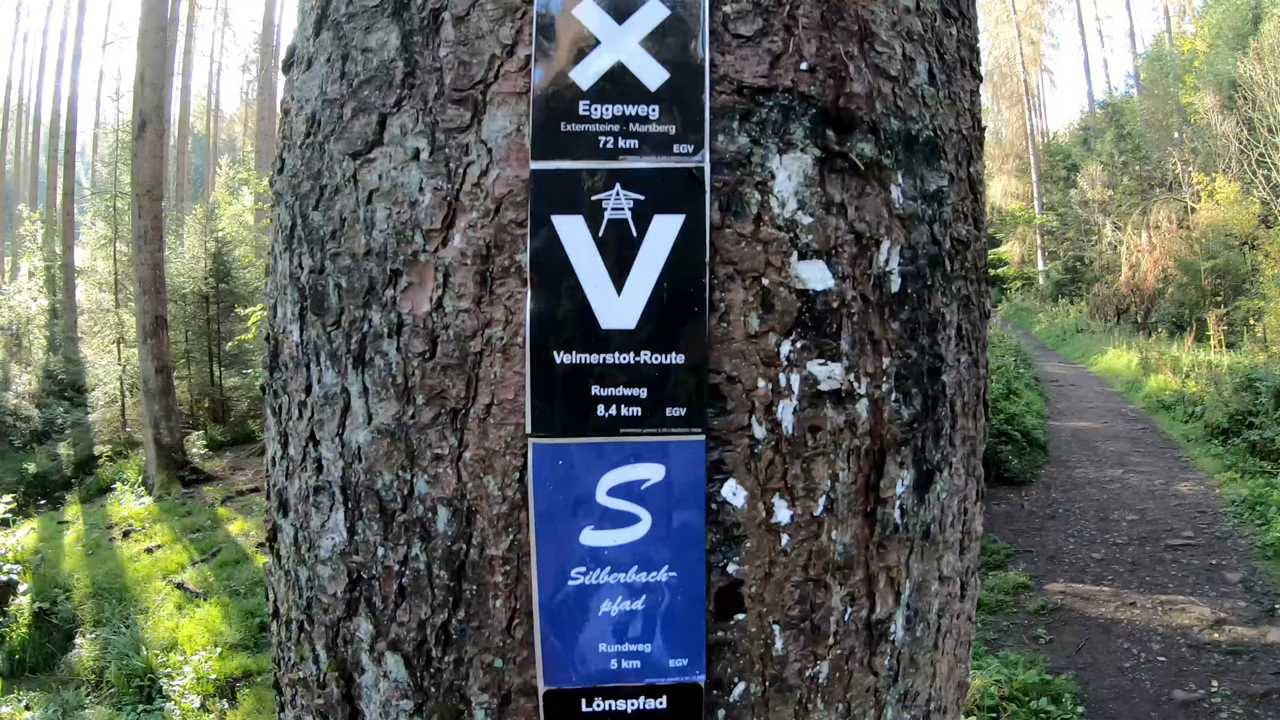 X
Eggeweg
Externsteine - Marsberg
72 km
EGV
V
Velmerstot-Route
Rundweg
8,4 km
EGV
S
Silberbach-
pfad
Rundweg
5 km
EGV
Lönspfad